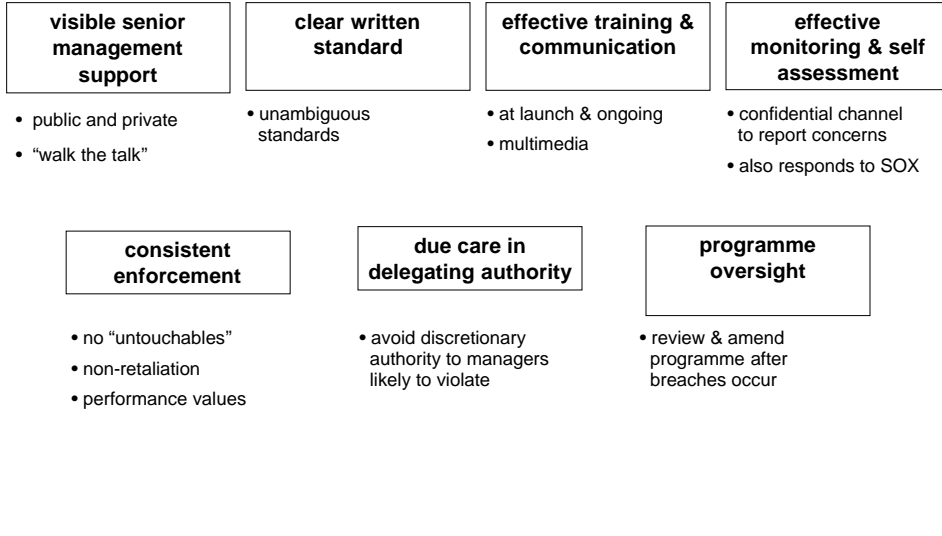 visible senior
management
support
• public and private
• “walk the talk”
clear written
standard
• unambiguous
standards
effective training &
communication
• at launch & ongoing
• multimedia
effective
monitoring & self
assessment
• confidential channel
to report concerns
• also responds to SOX
consistent
enforcement
• no “untouchables”
• non-retaliation
• performance values
due care in
delegating authority
• avoid discretionary
authority to managers
likely to violate
programme
oversight
• review & amend
programme after
breaches occur